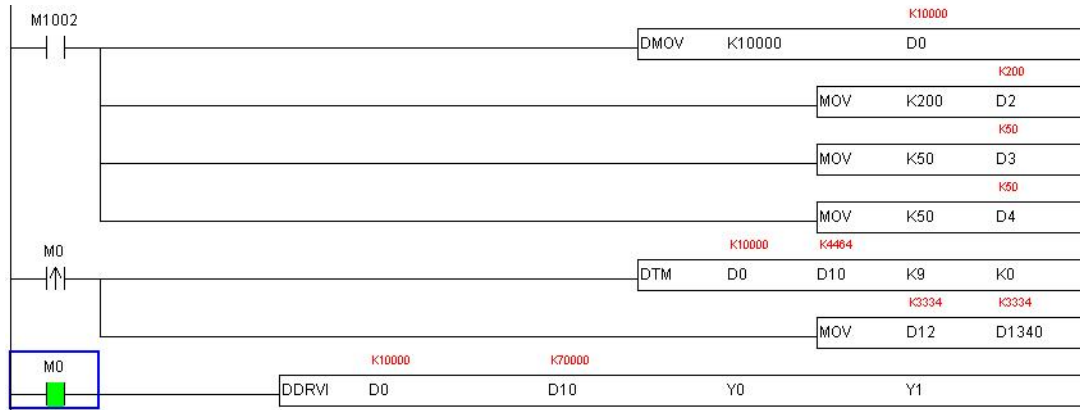 M1002
K10000
DMOV K10000 D0
K200
MOV K200 D2
K50
MOV K50 D3
K50
MOV K50 D4
M0
K10000 K4464
DTM D0 D10 K9 K0
K3334 K3334
MOV D12 D1340
M0
K10000 K70000
DDRVI D0 D10 Y0 Y1